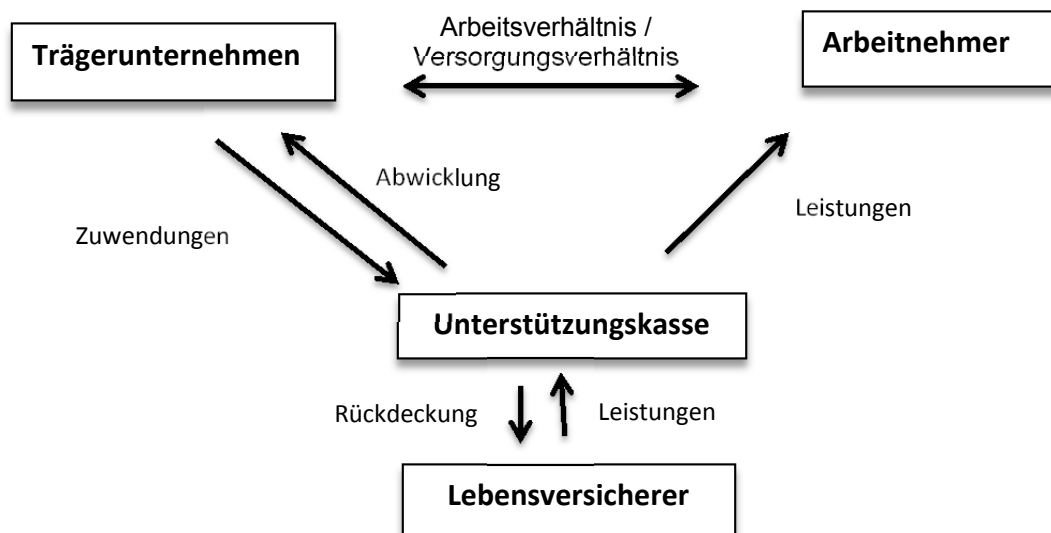 Trägerunternehmen
Arbeitsverhältnis /
Versorgungsverhältnis
Arbeitnehmer
Abwicklung
Zuwendungen
Leistungen
Unterstützungskasse
Rückdeckung
Leistungen
Lebensversicherer